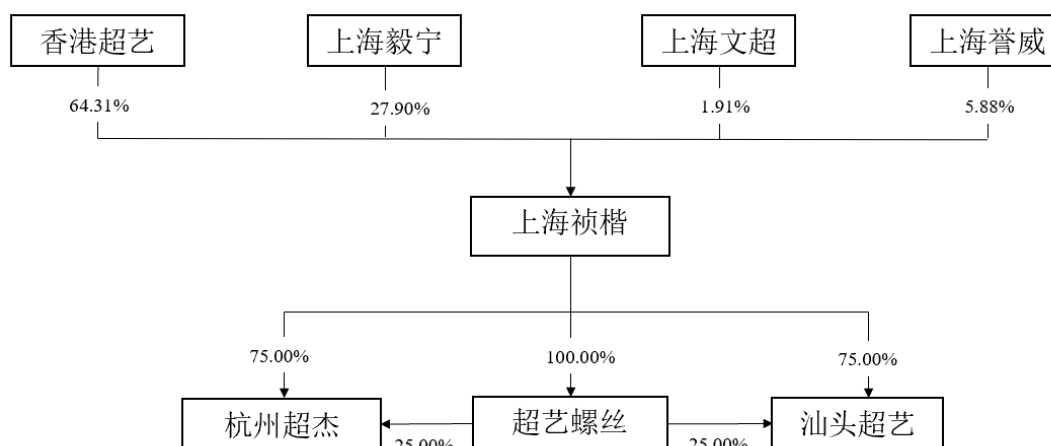 香港超艺
上海毅宁
上海文超
上海誉威
64.31%
27.90%
1.91%
5.88%
上海祯楷
75.00%
100.00%
75.00%
杭州超杰
超艺螺丝
汕头超艺
25.00%
25.00%